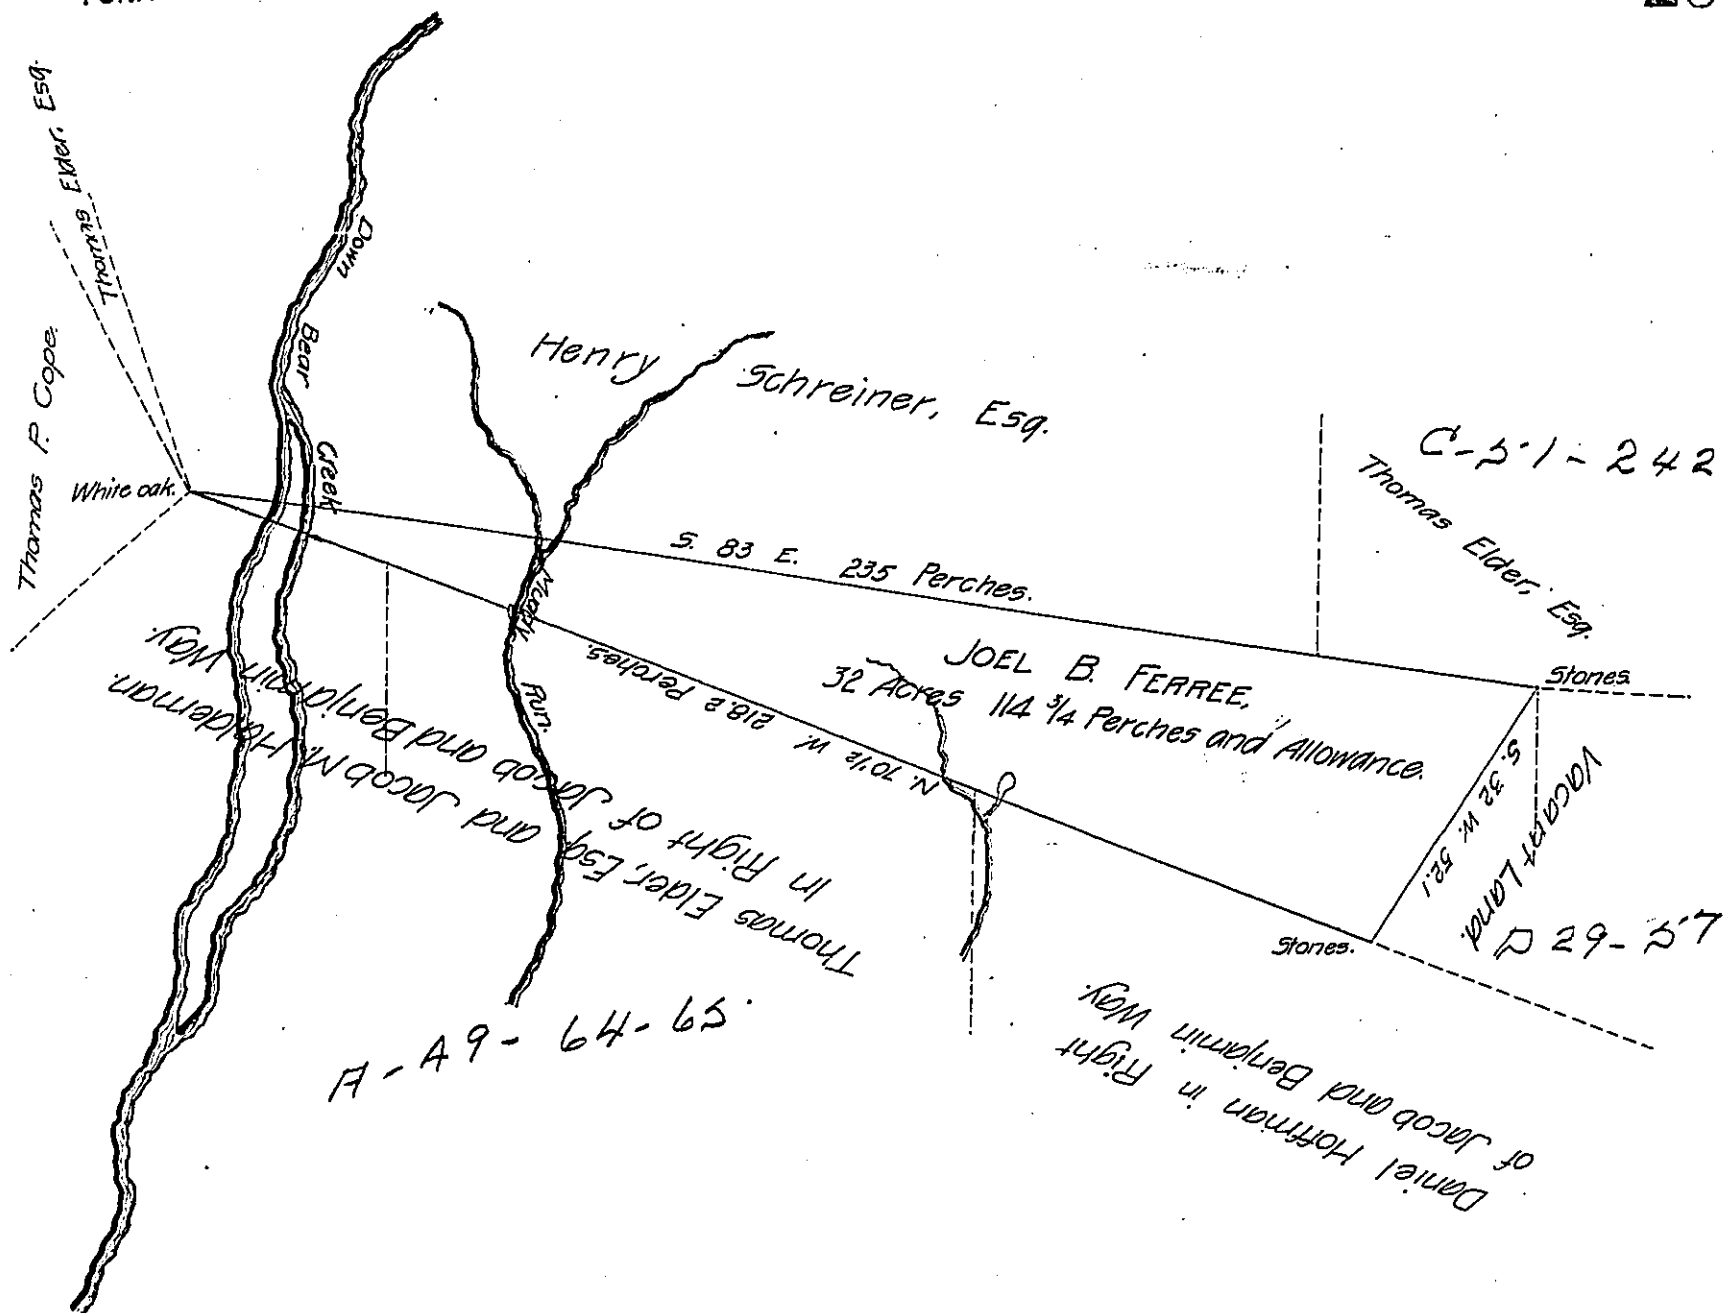 Thomas Elder, Esq.
Thomas P. Cope.
White oak.
Down
Bear
Creek
Henry Schreiner, Esq.
C-51-242
Thomas Elder, Esq.
S. 83 E. 235 Perches.
Stones.
JOEL B. FERREE,
32 Acres 114 3/4 Perches and Allowance.
Muddy
Run.
N. 70 1/2 W. 218.2 Perches.
S. 32 W. 52.1
Vacant Land.
D 29-57
Stones.
Thomas Elder, Esq. and Jacob M. Haldeman.
In Right of Jacob and Benjamin Way.
A-A9-64-65.
Daniel Hoffman in Right
of Jacob and Benjamin Way.